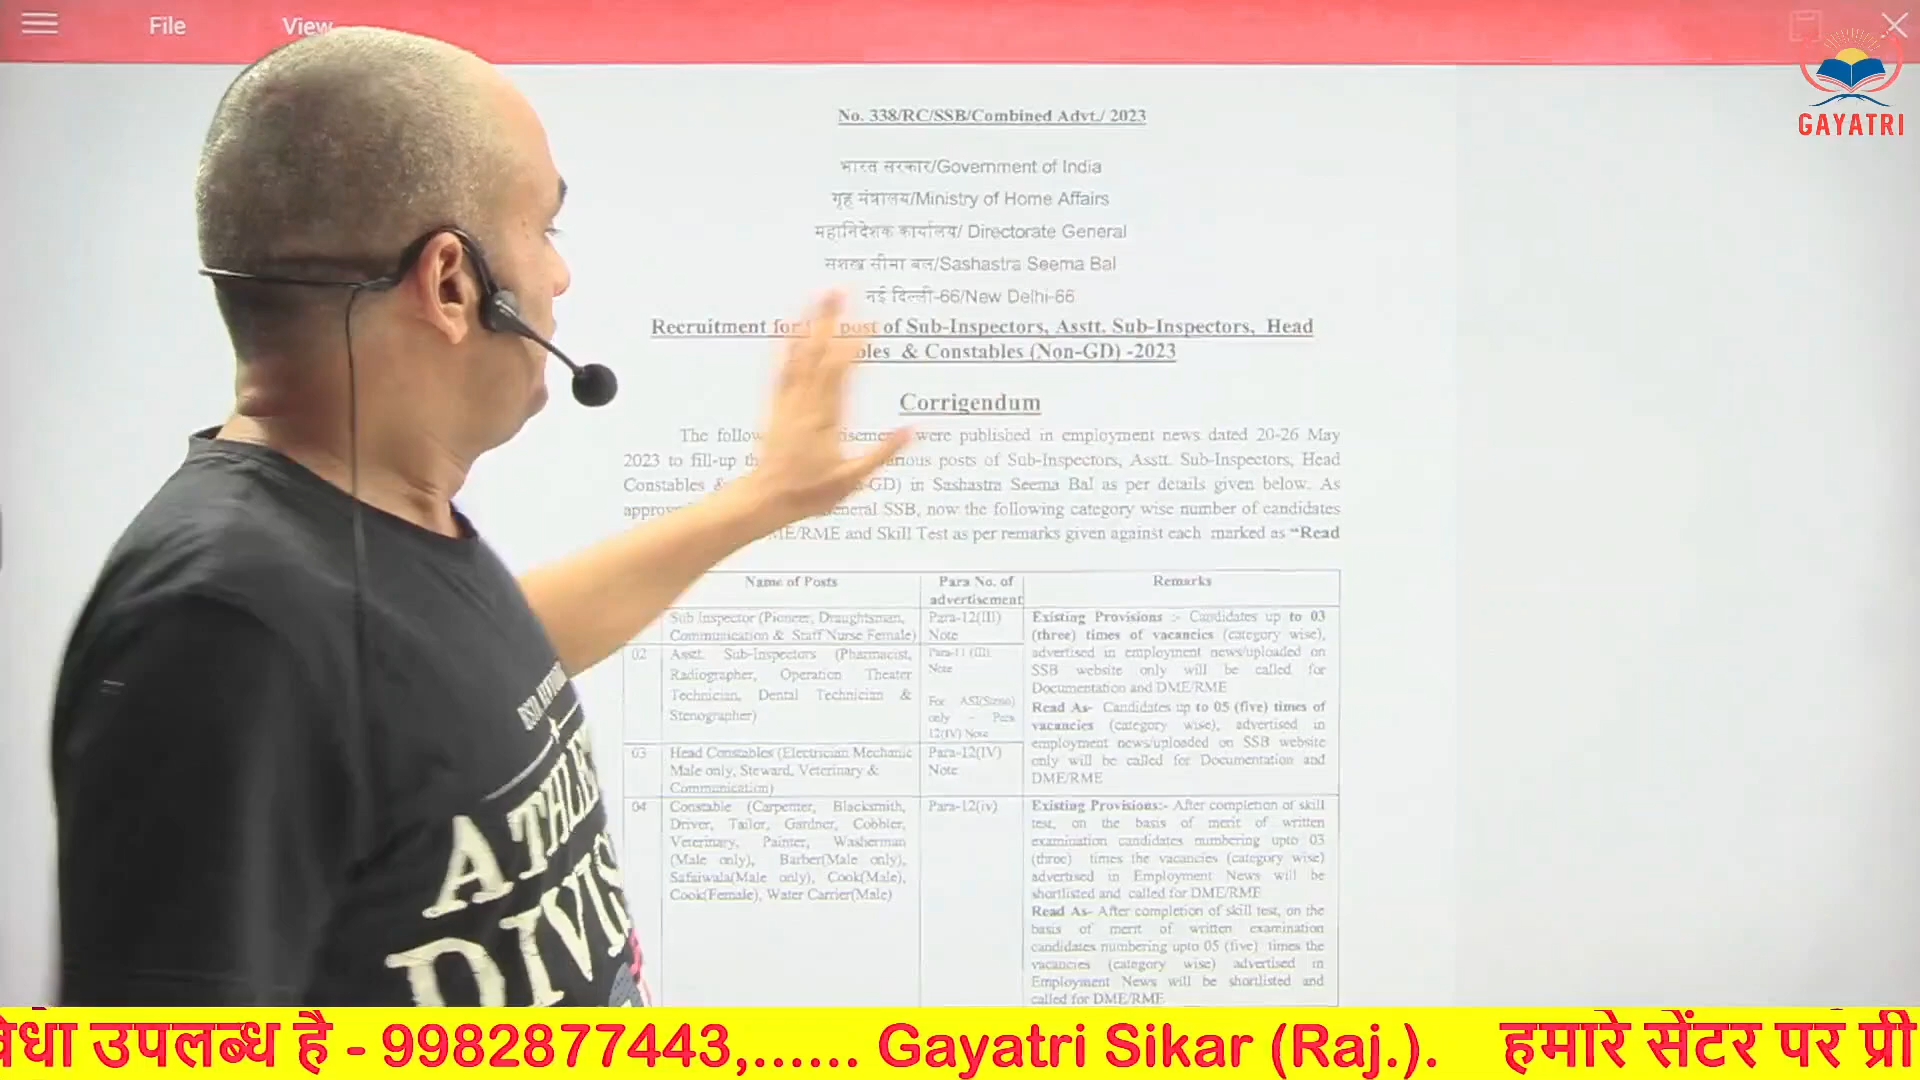 File View
GAYATRI
No. 338/RC/SSB/Combined Advt./ 2023
भारत सरकार/Government of India
गृह मंत्रालय/Ministry of Home Affairs
महानिदेशक कार्यालय/ Directorate General
सशस्त्र सीमा बल/Sashastra Seema Bal
नई दिल्ली-66/New Delhi-66
Recruitment for post of Sub-Inspectors, Asstt. Sub-Inspectors, Head
& Constables (Non-GD) -2023
Corrigendum
The were published in employment news dated 20-26 May
2023 to fill-up posts of Sub-Inspectors, Asstt. Sub-Inspectors, Head
Constables in Sashastra Seema Bal as per details given below. As
SSB, now the following category wise number of candidates
and Skill Test as per remarks given against each marked as “Read
Name of Posts
Para No. of
advertisement
Remarks
Sub Inspector (Pioneer, Draughtsman,
Communication & Staff Nurse Female)
Para-12(III)
Note
Existing Provisions :- Candidates up to 03
(three) times of vacancies (category wise),
advertised in employment news/uploaded on
SSB website only will be called for
Documentation and DME/RME
Read As- Candidates up to 05 (five) times of
vacancies (category wise), advertised in
employment news/uploaded on SSB website
only will be called for Documentation and
DME/RME
02
Asstt. Sub-Inspectors (Pharmacist,
Radiographer, Operation Theater
Technician, Dental Technician &
Stenographer)
Para-11(III)
Note
For ASI(Steno)
only - Para
12(IV) Note
03
Head Constables (Electrician Mechanic
Male only, Steward, Veterinary &
Communication)
Para-12(IV)
Note
04
Constable (Carpenter, Blacksmith,
Driver, Tailor, Gardner, Cobbler,
Veterinary, Painter, Washerman
(Male only), Barber(Male only),
Safaiwala(Male only), Cook(Male),
Cook(Female), Water Carrier(Male)
Para-12(iv)
Existing Provisions:- After completion of skill
test, on the basis of merit of written
examination candidates numbering upto 03
(three) times the vacancies (category wise)
advertised in Employment News will be
shortlisted and called for DME/RME
Read As- After completion of skill test, on the
basis of merit of written examination
candidates numbering upto 05 (five) times the
vacancies (category wise) advertised in
Employment News will be shortlisted and
called for DME/RME
उपलब्ध है - 9982877443,...... Gayatri Sikar (Raj.). हमारे सेंटर पर